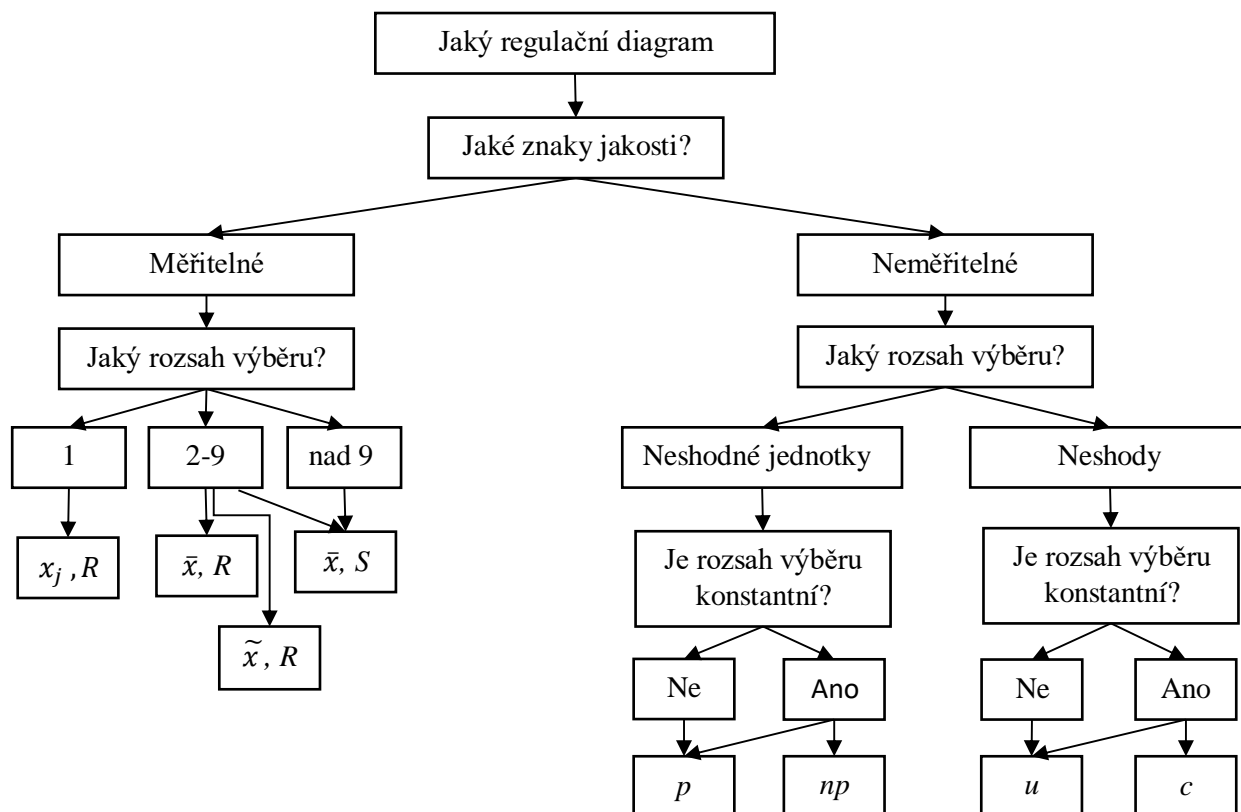 Jaký regulační diagram
Jaké znaky jakosti?
Měřitelné
Neměřitelné
Jaký rozsah výběru?
Jaký rozsah výběru?
1
2-9
nad 9
Neshodné jednotky
Neshody
x_j , R
x̄, R
x̄, S
x̃ , R
Je rozsah výběru
konstantní?
Je rozsah výběru
konstantní?
Ne
Ano
Ne
Ano
p
np
u
c